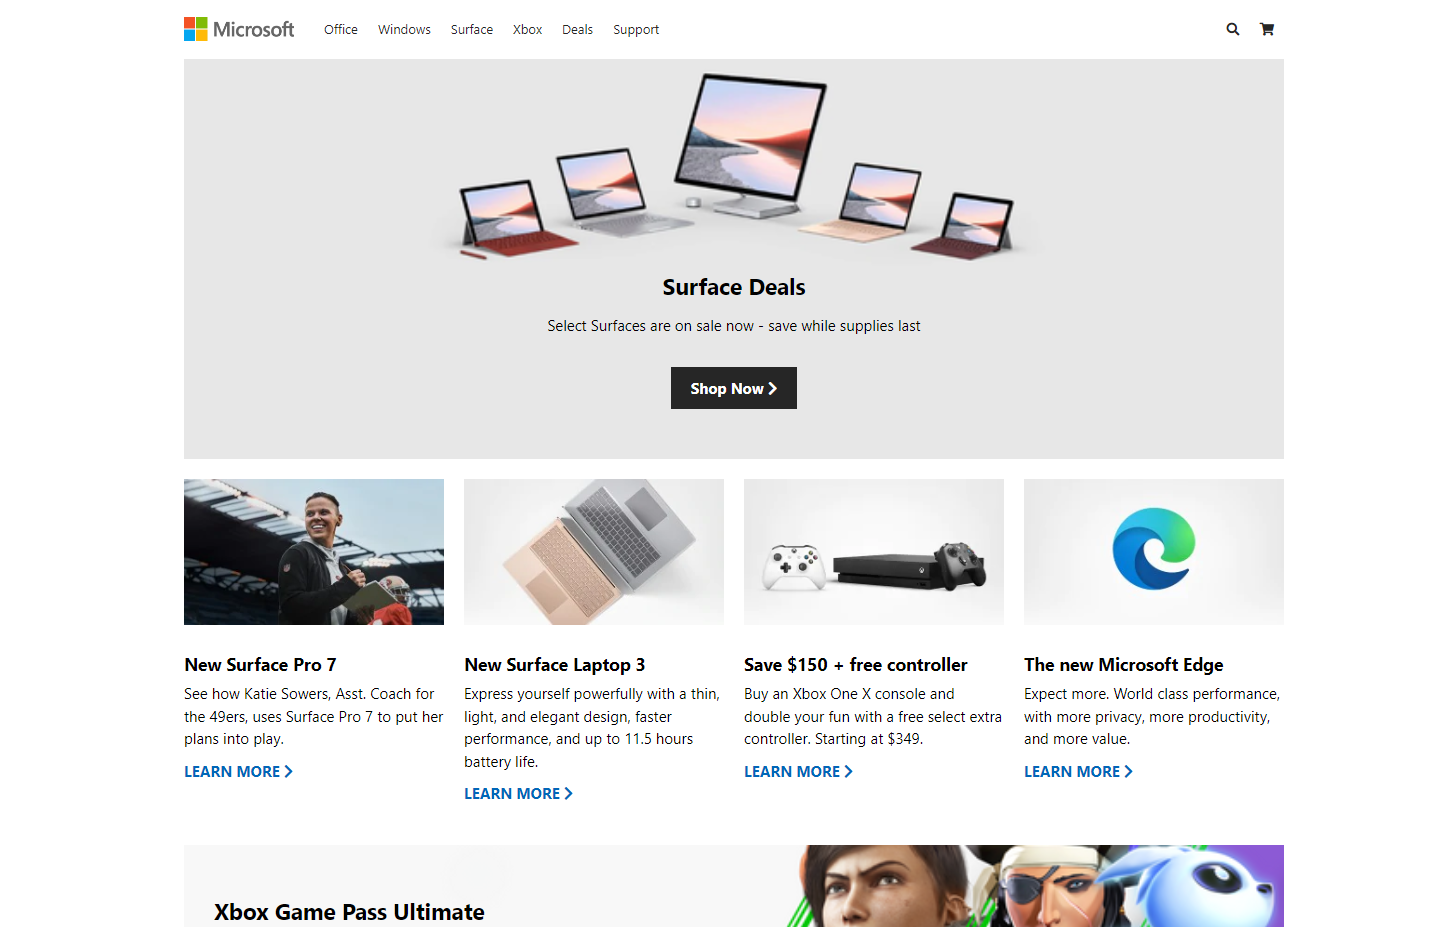 Microsoft Office Windows Surface Xbox Deals Support
Surface Deals
Select Surfaces are on sale now - save while supplies last
Shop Now
New Surface Pro 7
See how Katie Sowers, Asst. Coach for
the 49ers, uses Surface Pro 7 to put her
plans into play.
LEARN MORE
New Surface Laptop 3
Express yourself powerfully with a thin,
light, and elegant design, faster
performance, and up to 11.5 hours
battery life.
LEARN MORE
Save $150 + free controller
Buy an Xbox One X console and
double your fun with a free select extra
controller. Starting at $349.
LEARN MORE
The new Microsoft Edge
Expect more. World class performance,
with more privacy, more productivity,
and more value.
LEARN MORE
Xbox Game Pass Ultimate